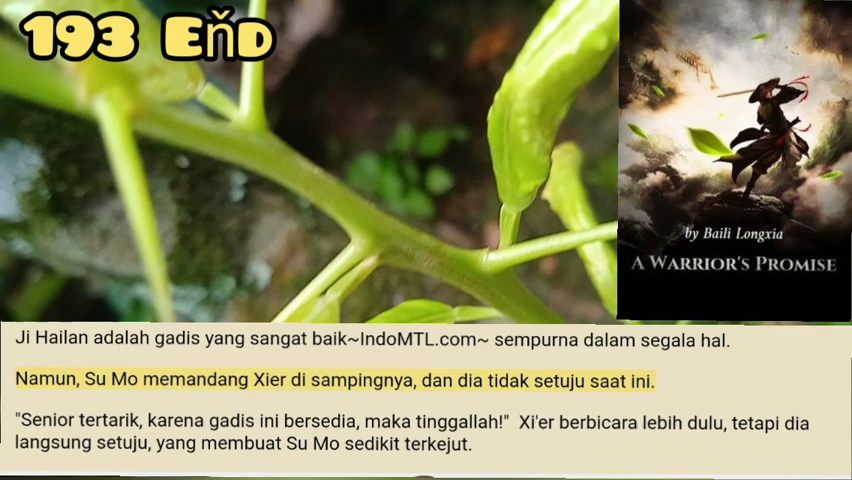 193 Eňd
by Baili Longxia
A Warrior's Promise
Ji Hailan adalah gadis yang sangat baik~IndoMTL.com~ sempurna dalam segala hal.
Namun, Su Mo memandang Xier di sampingnya, dan dia tidak setuju saat ini.
"Senior tertarik, karena gadis ini bersedia, maka tinggallah!" Xi'er berbicara lebih dulu, tetapi dia
langsung setuju, yang membuat Su Mo sedikit terkejut.